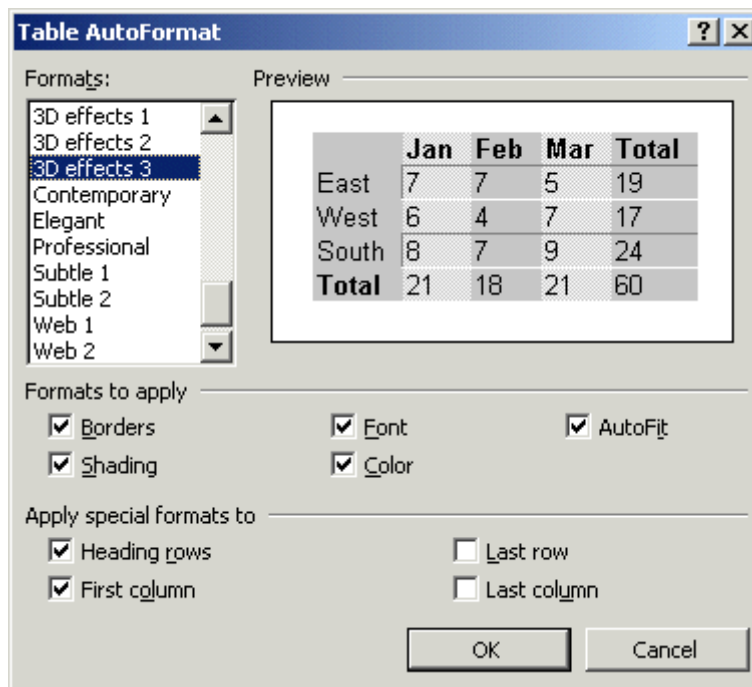 Table AutoFormat
Formats:
3D effects 1
3D effects 2
3D effects 3
Contemporary
Elegant
Professional
Subtle 1
Subtle 2
Web 1
Web 2
Preview
Jan Feb Mar Total
East 7 7 5 19
West 6 4 7 17
South 8 7 9 24
Total 21 18 21 60
Formats to apply
Borders Font AutoFit
Shading Color
Apply special formats to
Heading rows Last row
First column Last column
OK Cancel